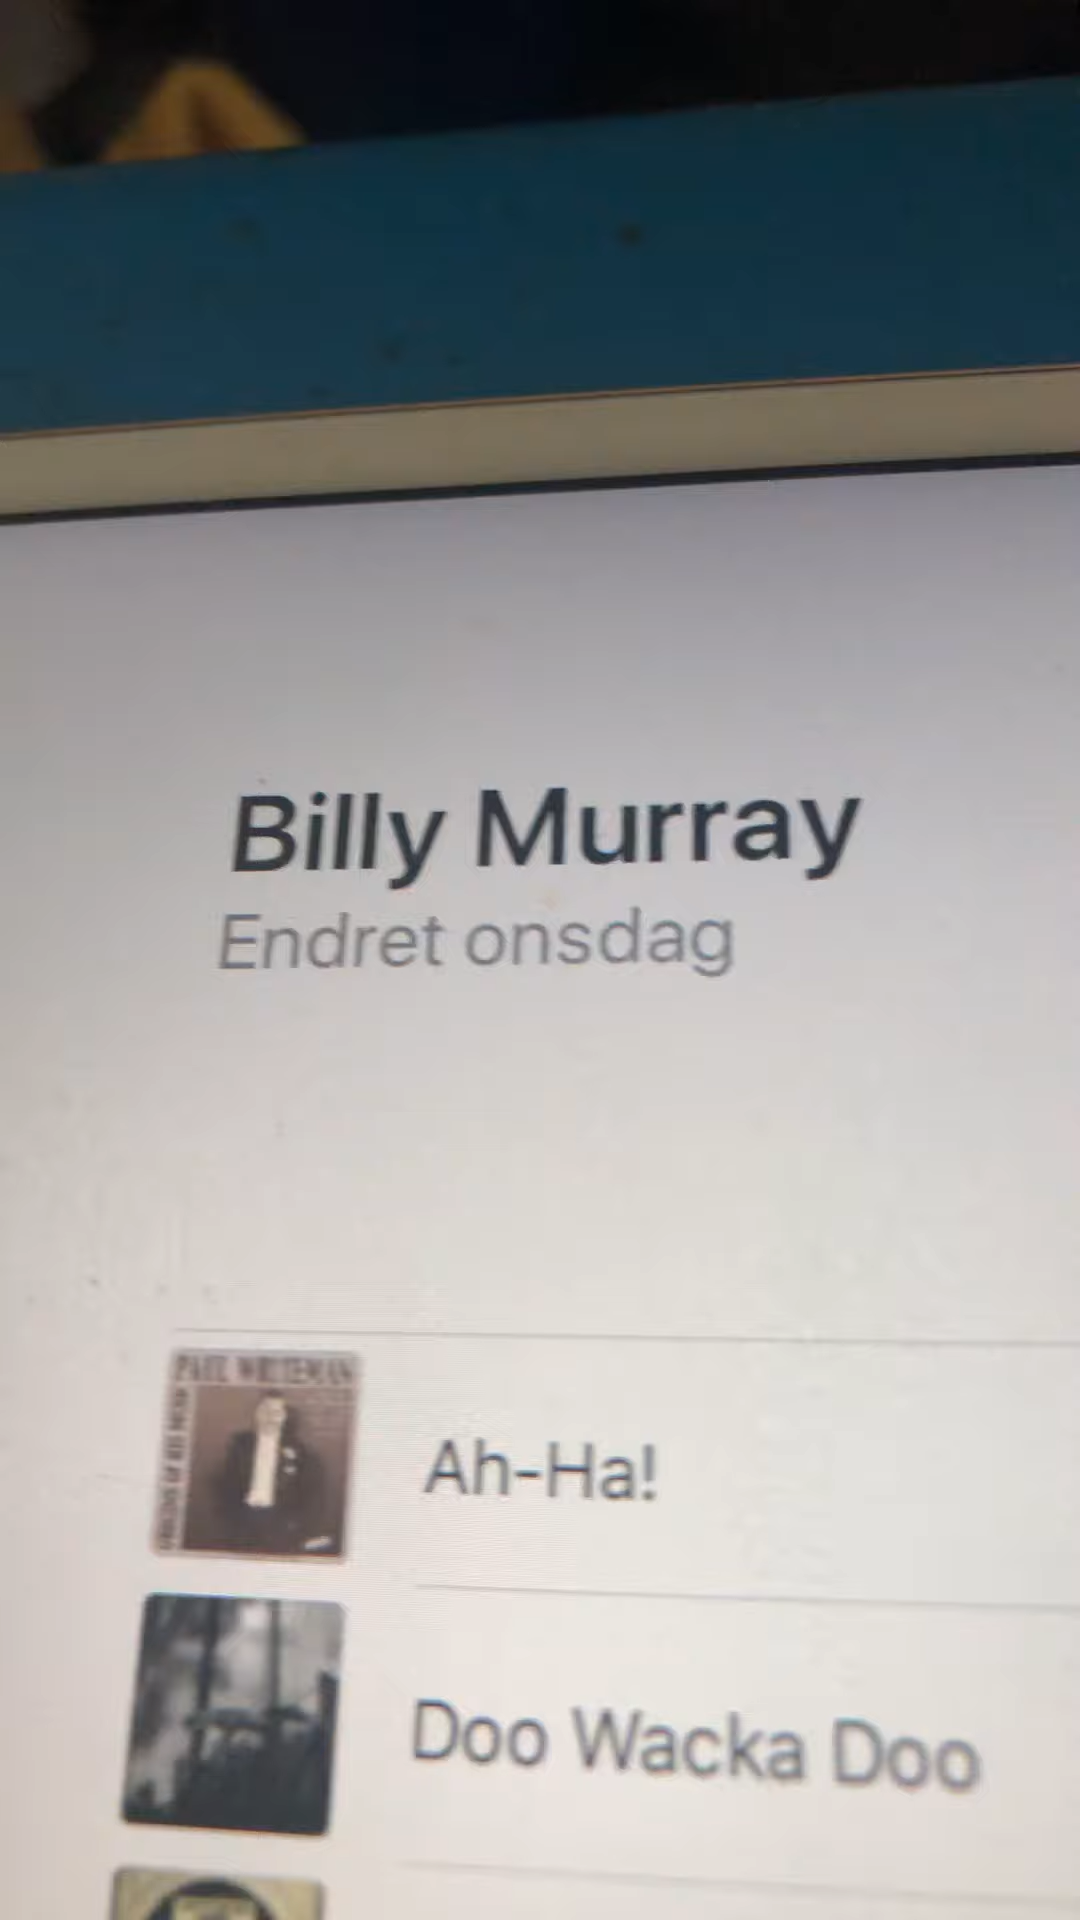 Billy Murray
Endret onsdag
PAUL WHITEMAN
Ah-Ha!
Doo Wacka Doo